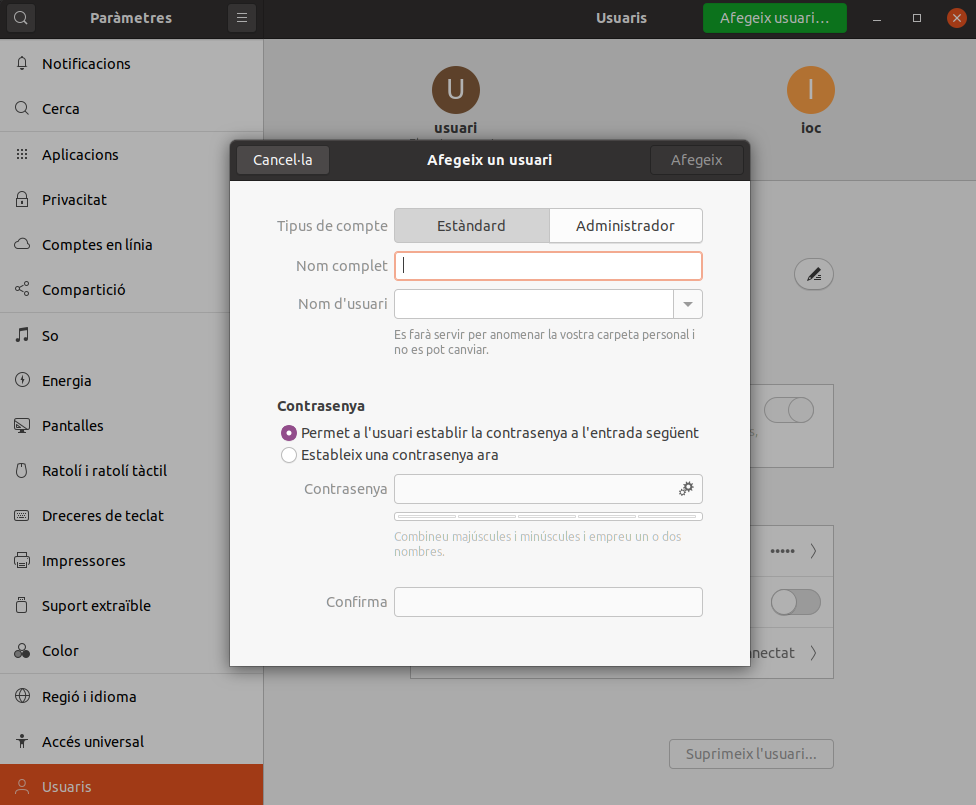 Paràmetres
Usuaris
Afegeix usuari…
Notificacions
Cerca
Aplicacions
Privacitat
Comptes en línia
Compartició
So
Energia
Pantalles
Ratolí i ratolí tàctil
Dreceres de teclat
Impressores
Suport extraïble
Color
Regió i idioma
Accés universal
Usuaris
U
usuari
I
ioc
Cancel·la
Afegeix un usuari
Afegeix
Tipus de compte
Estàndard
Administrador
Nom complet
Nom d'usuari
Es farà servir per anomenar la vostra carpeta personal i
no es pot canviar.
Contrasenya
Permet a l'usuari establir la contrasenya a l'entrada següent
Estableix una contrasenya ara
Contrasenya
Combineu majúscules i minúscules i empreu un o dos
nombres.
Confirma
•••••
nectat
Suprimeix l'usuari…